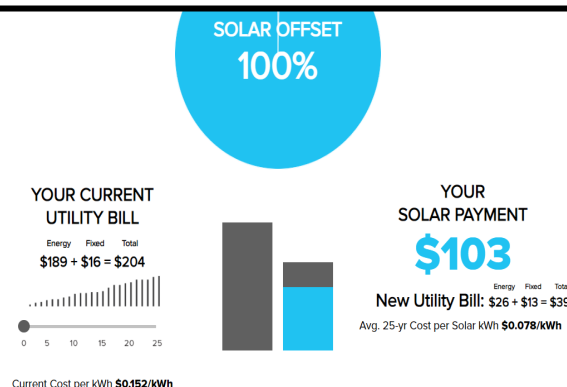 SOLAR OFFSET
100%
YOUR CURRENT
UTILITY BILL
Energy Fixed Total
$189 + $16 = $204
0 5 10 15 20 25
Current Cost per kWh $0.152/kWh
YOUR
SOLAR PAYMENT
$103
Energy Fixed Tota
New Utility Bill: $26 + $13 = $39
Avg. 25-yr Cost per Solar kWh $0.078/kWh